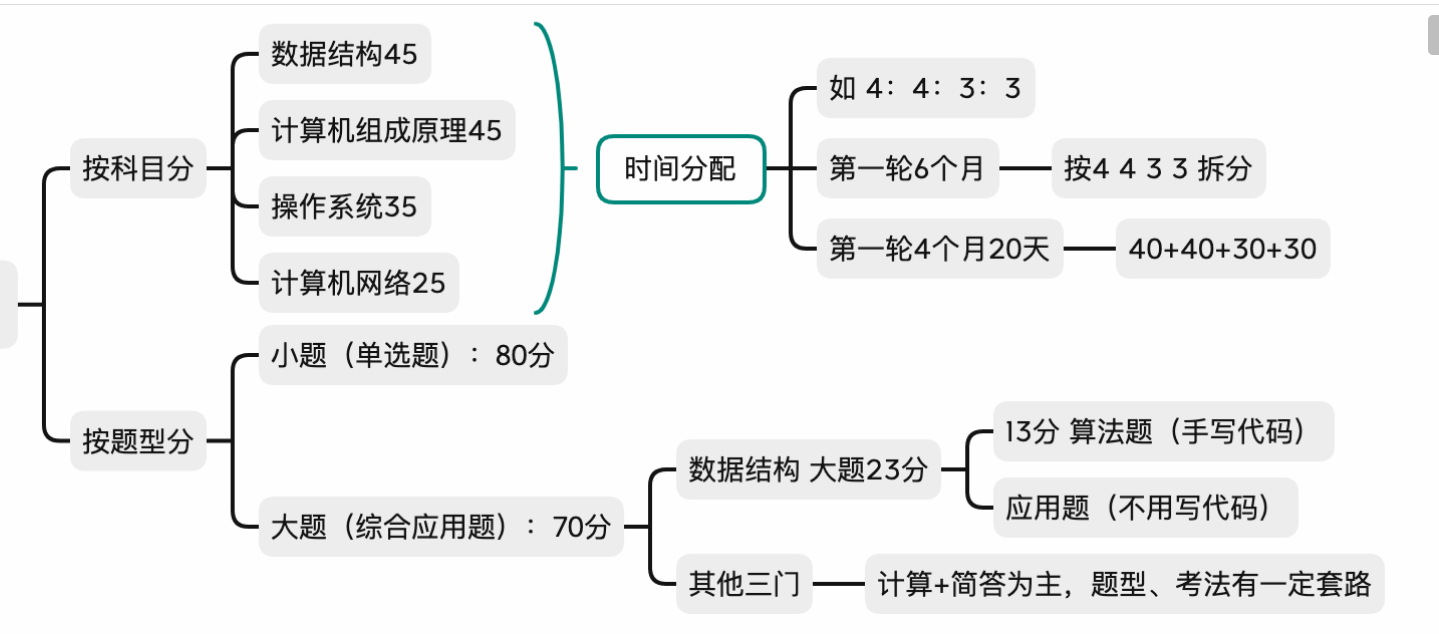 按科目分
数据结构45
计算机组成原理45
操作系统35
计算机网络25
时间分配
如 4：4：3：3
第一轮6个月
按4 4 3 3 拆分
第一轮4个月20天
40+40+30+30
按题型分
小题（单选题）：80分
大题（综合应用题）：70分
数据结构 大题23分
13分 算法题（手写代码）
应用题（不用写代码）
其他三门
计算+简答为主，题型、考法有一定套路